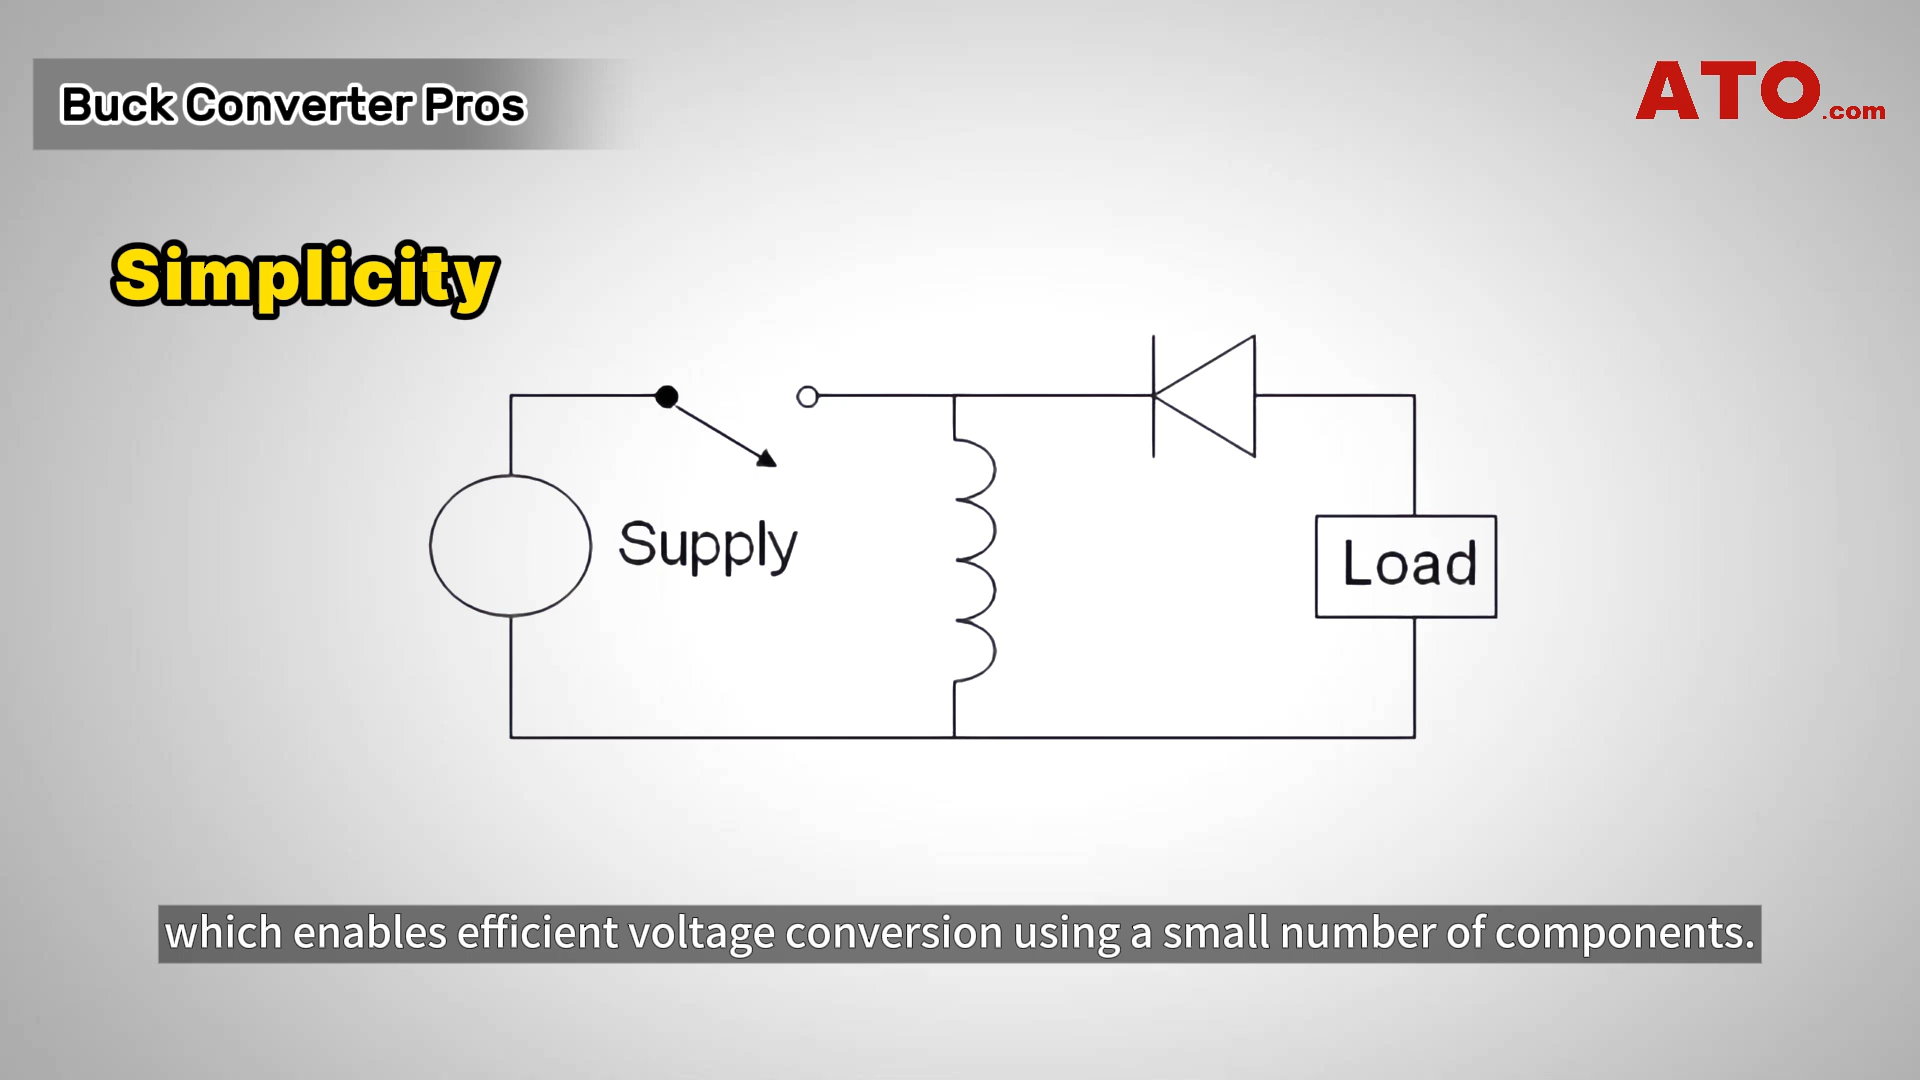 Buck Converter Pros
ATO.com
Simplicity
Supply
Load
which enables efficient voltage conversion using a small number of components.